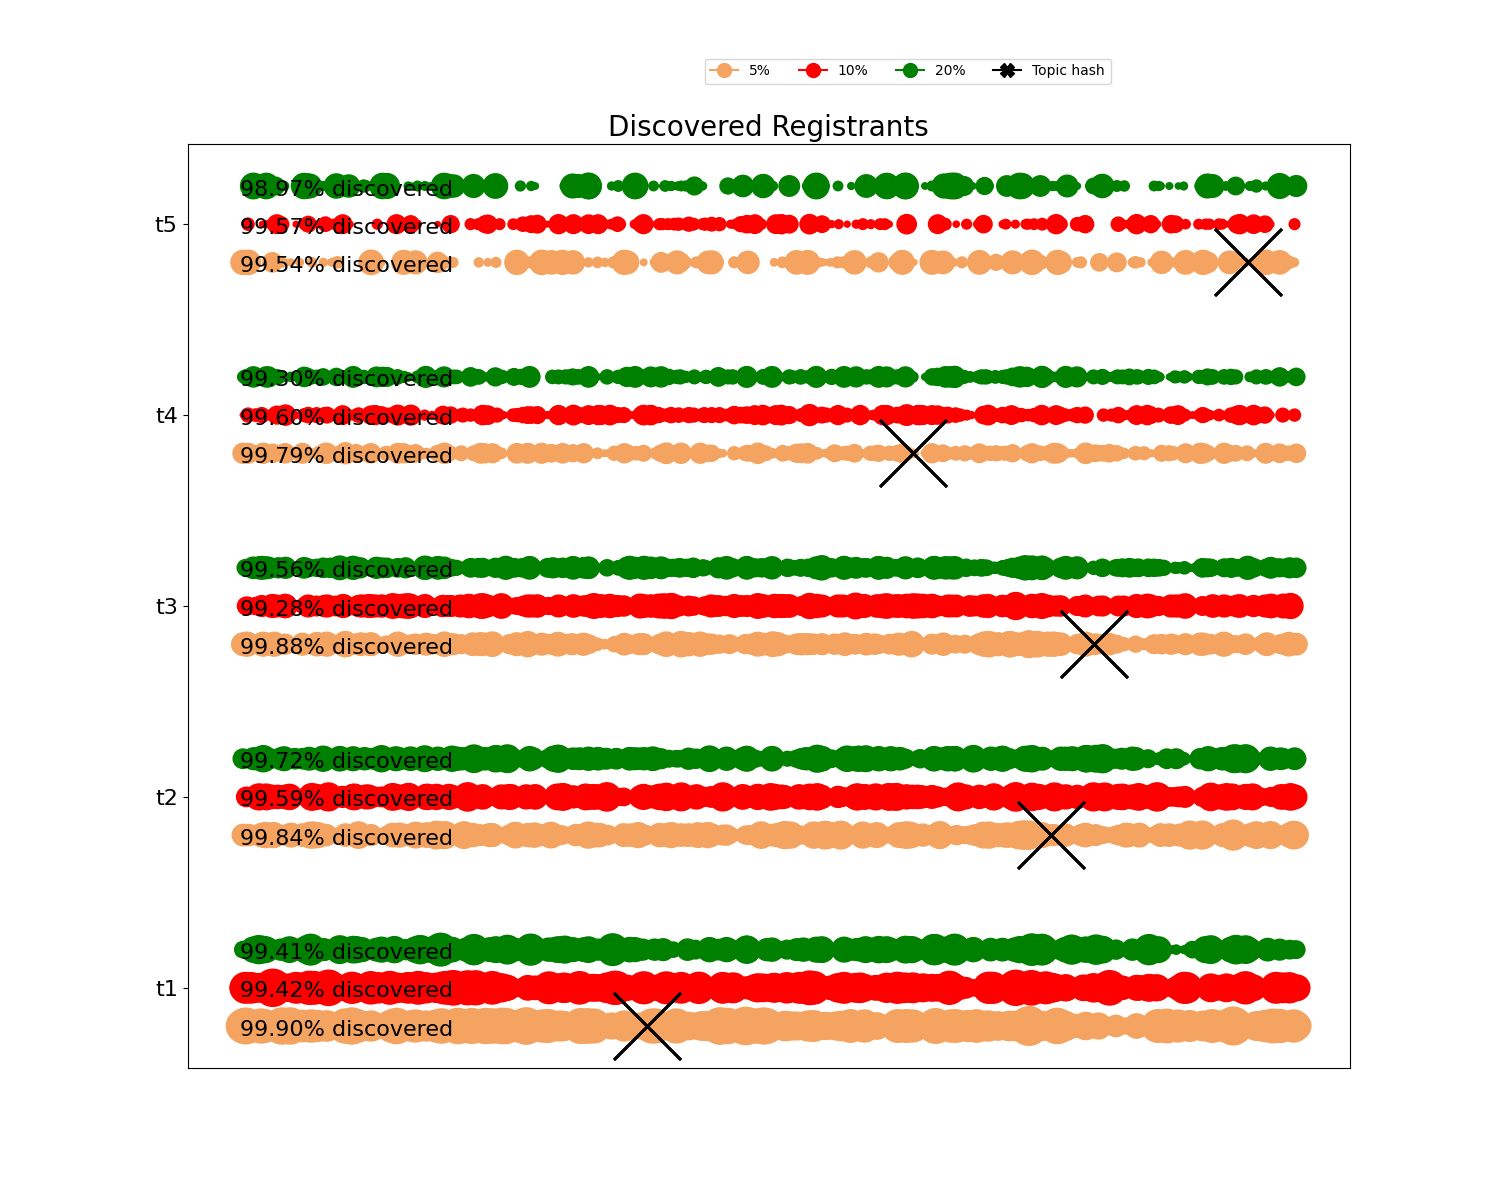 5% 10% 20% Topic hash
Discovered Registrants
98.97% discovered
t5 99.57% discovered
99.54% discovered
99.30% discovered
t4 99.60% discovered
99.79% discovered
99.56% discovered
t3 99.28% discovered
99.88% discovered
99.72% discovered
t2 99.59% discovered
99.84% discovered
99.41% discovered
t1 99.42% discovered
99.90% discovered